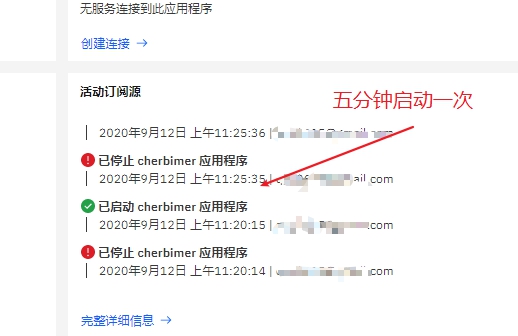 无服务连接到此应用程序
创建连接 →
活动订阅源
五分钟启动一次
2020年9月12日 上午11:25:36 |
已停止 cherbimer 应用程序
2020年9月12日 上午11:25:35 | ail.com
已启动 cherbimer 应用程序
2020年9月12日 上午11:20:15 | .com
已停止 cherbimer 应用程序
2020年9月12日 上午11:20:14 | .com
完整详细信息 →